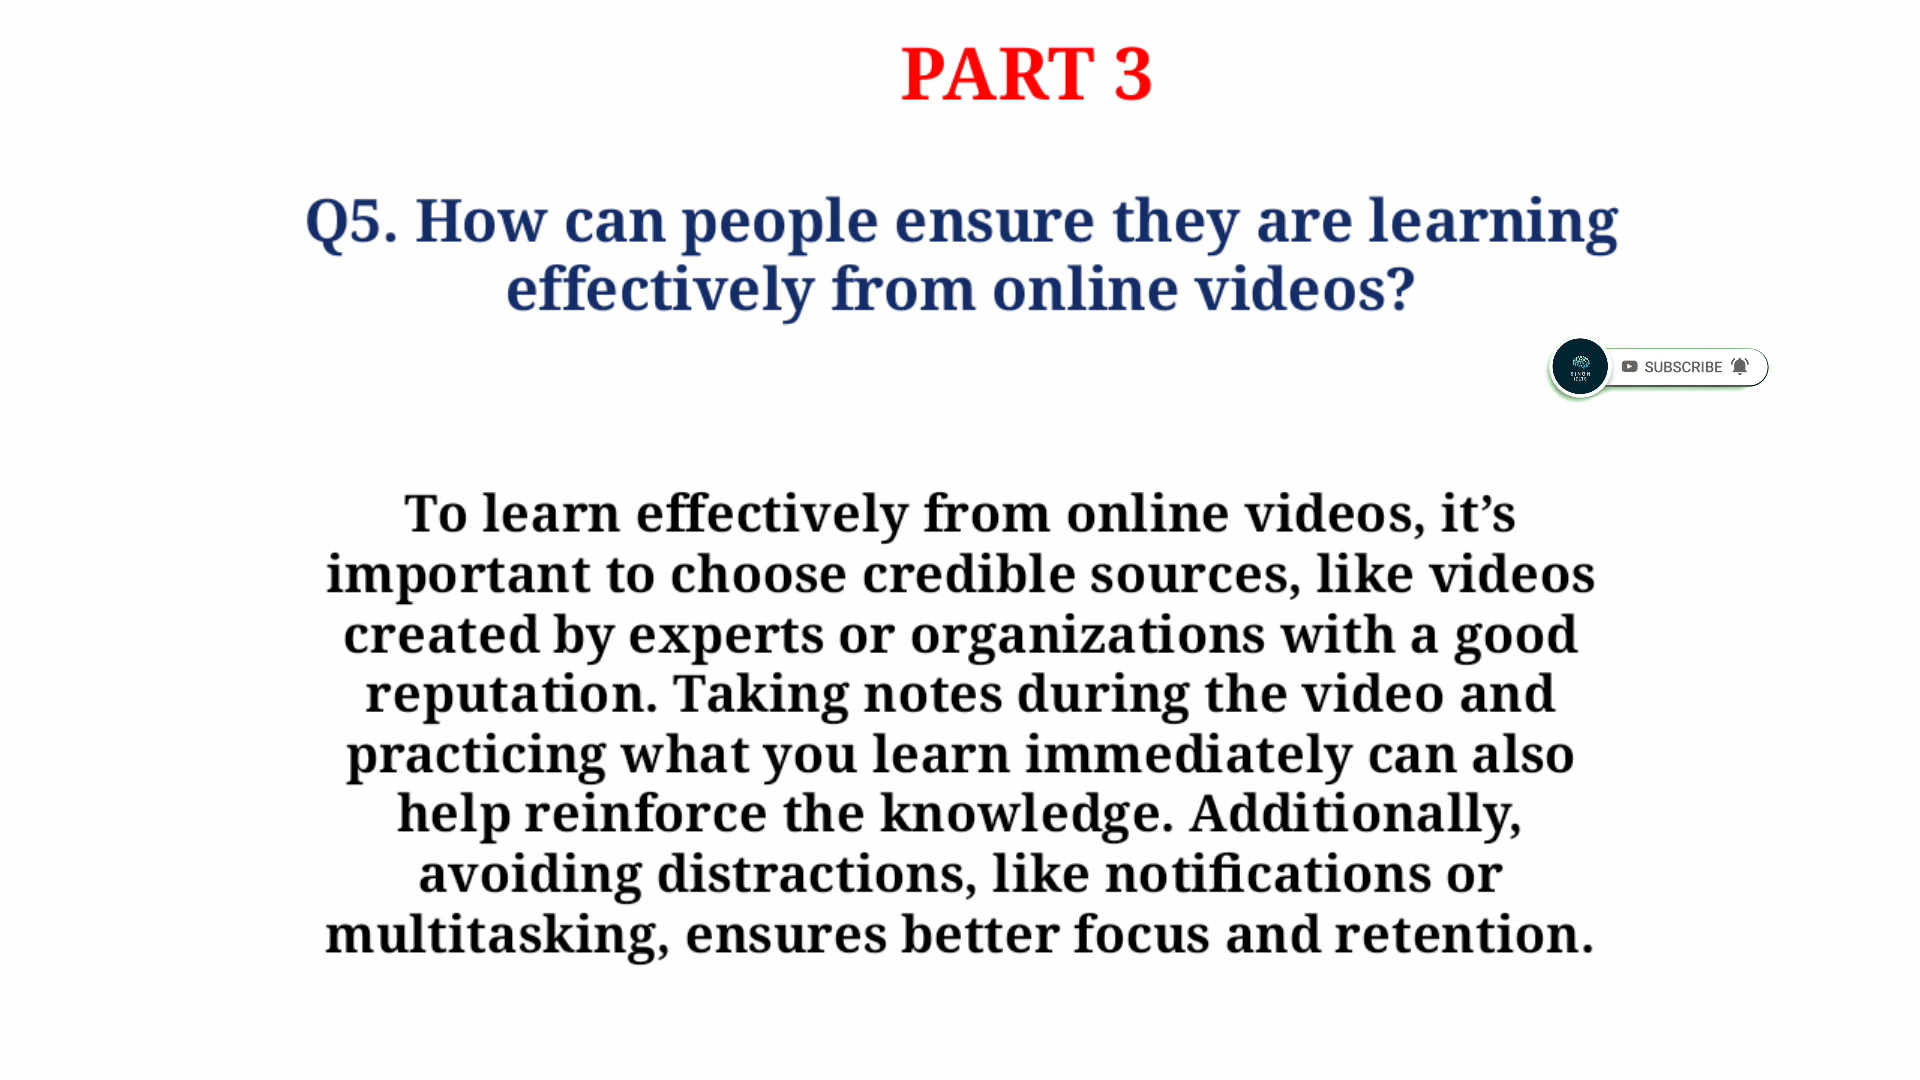 PART 3
Q5. How can people ensure they are learning
effectively from online videos?
SUBSCRIBE
SINGH
IELTS
To learn effectively from online videos, it’s
important to choose credible sources, like videos
created by experts or organizations with a good
reputation. Taking notes during the video and
practicing what you learn immediately can also
help reinforce the knowledge. Additionally,
avoiding distractions, like notifications or
multitasking, ensures better focus and retention.